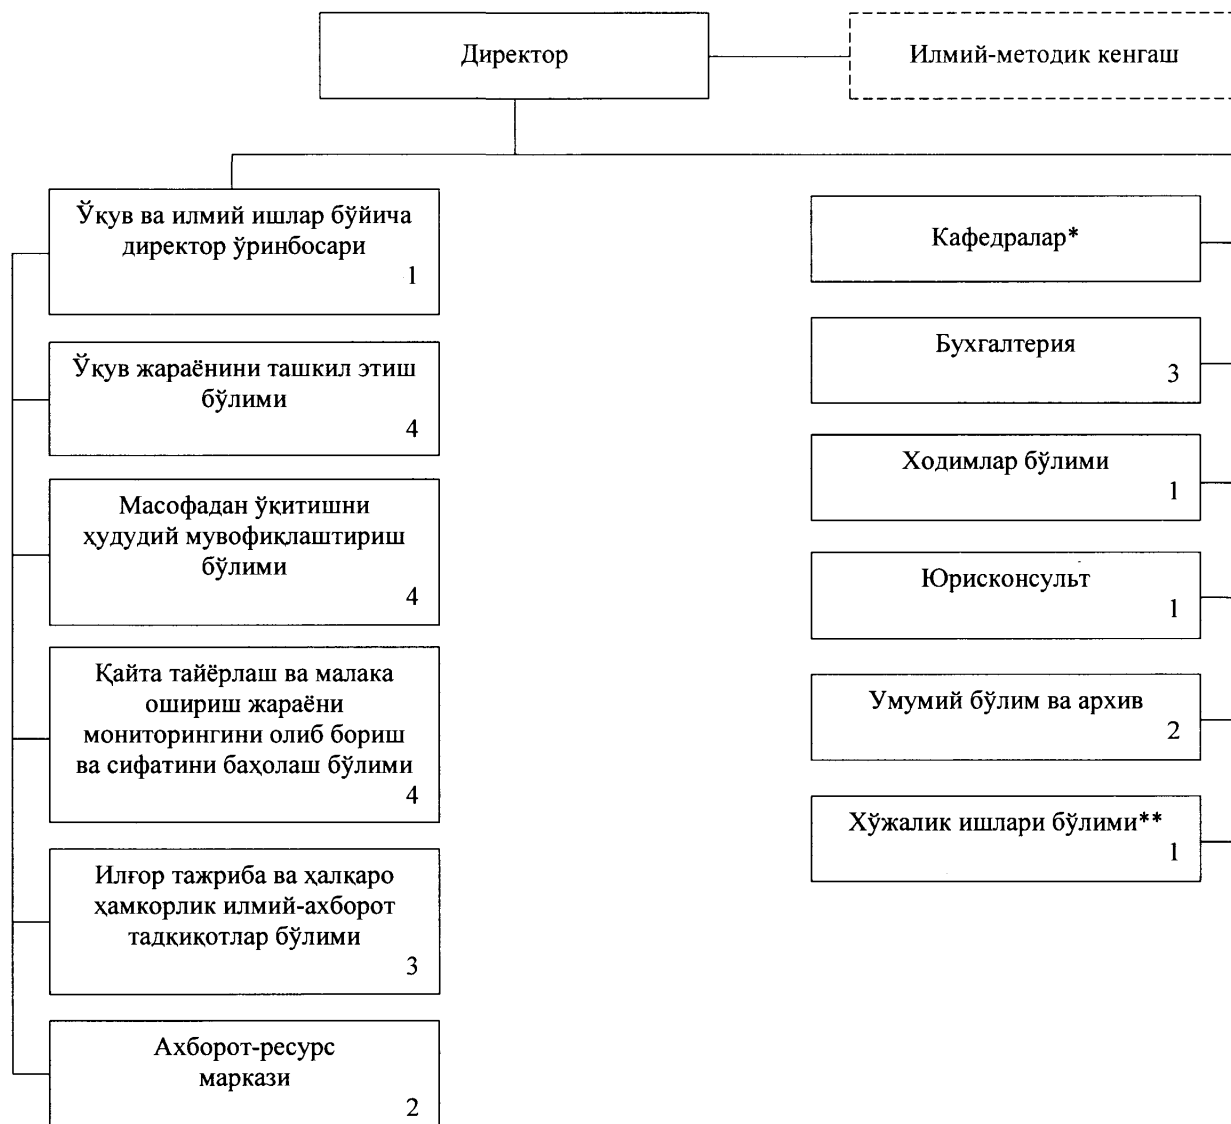 Директор
Илмий-методик кенгаш
Ўқув ва илмий ишлар бўйича
директор ўринбосари
1
Ўқув жараёнини ташкил этиш
бўлими
4
Масофадан ўқитишни
ҳудудий мувофиқлаштириш
бўлими
4
Қайта тайёрлаш ва малака
ошириш жараёни
мониторингини олиб бориш
ва сифатини баҳолаш бўлими
4
Илғор тажриба ва ҳалқаро
ҳамкорлик илмий-ахборот
тадқиқотлар бўлими
3
Ахборот-ресурс
маркази
2
Кафедралар*
Бухгалтерия
3
Ходимлар бўлими
1
Юрисконсульт
1
Умумий бўлим ва архив
2
Хўжалик ишлари бўлими**
1